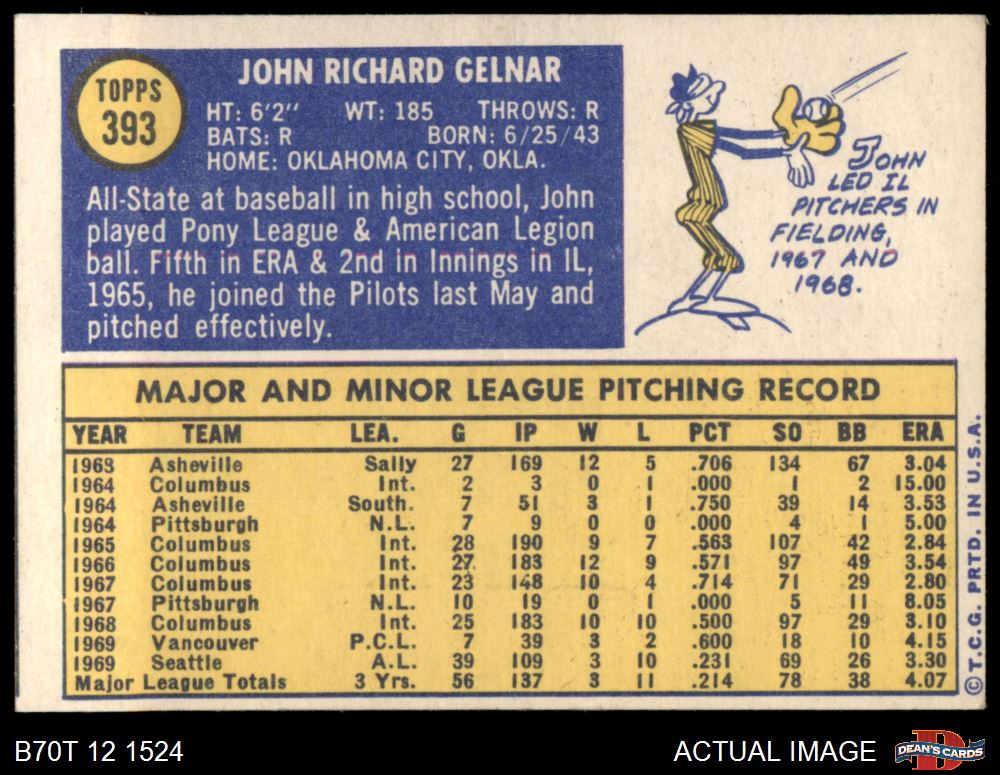 TOPPS
393
JOHN RICHARD GELNAR
HT: 6'2" WT: 185 THROWS: R
BATS: R BORN: 6/25/43
HOME: OKLAHOMA CITY, OKLA.
All-State at baseball in high school, John
played Pony League & American Legion
ball. Fifth in ERA & 2nd in Innings in IL,
1965, he joined the Pilots last May and
pitched effectively.
JOHN
LED IL
PITCHERS IN
FIELDING,
1967 AND
1968.
MAJOR AND MINOR LEAGUE PITCHING RECORD
YEAR TEAM LEA. G IP W L PCT SO BB ERA
1963 Asheville Sally 27 169 12 5 .706 134 67 3.04
1964 Columbus Int. 2 3 0 1 .000 1 2 15.00
1964 Asheville South. 7 51 3 1 .750 39 14 3.53
1964 Pittsburgh N.L. 7 9 0 0 .000 4 1 5.00
1965 Columbus Int. 28 190 9 7 .563 107 42 2.84
1966 Columbus Int. 27 183 12 9 .571 97 49 3.54
1967 Columbus Int. 23 148 10 4 .714 71 29 2.80
1967 Pittsburgh N.L. 10 19 0 1 .000 5 11 8.05
1968 Columbus Int. 25 183 10 10 .500 97 29 3.10
1969 Vancouver P.C.L. 7 39 3 2 .600 18 10 4.15
1969 Seattle A.L. 39 109 3 10 .231 69 26 3.30
Major League Totals 3 Yrs. 56 137 3 11 .214 78 38 4.07
© T.C.G. PRTD. IN U.S.A.
B70T 12 1524
ACTUAL IMAGE
DEAN'S CARDS